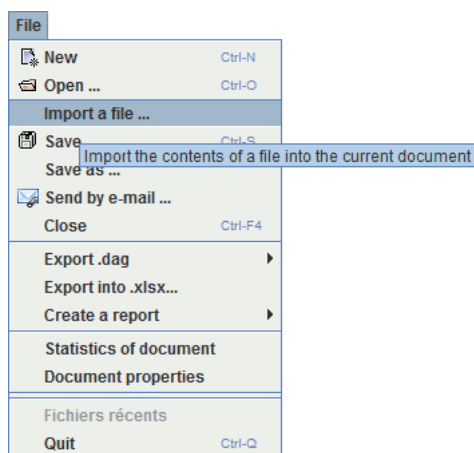 File
New Ctrl-N
Open ... Ctrl-O
Import a file ...
Save Ctrl-S
Import the contents of a file into the current document
Save as ...
Send by e-mail ...
Close Ctrl-F4
Export .dag
Export into .xlsx...
Create a report
Statistics of document
Document properties
Fichiers récents
Quit Ctrl-Q